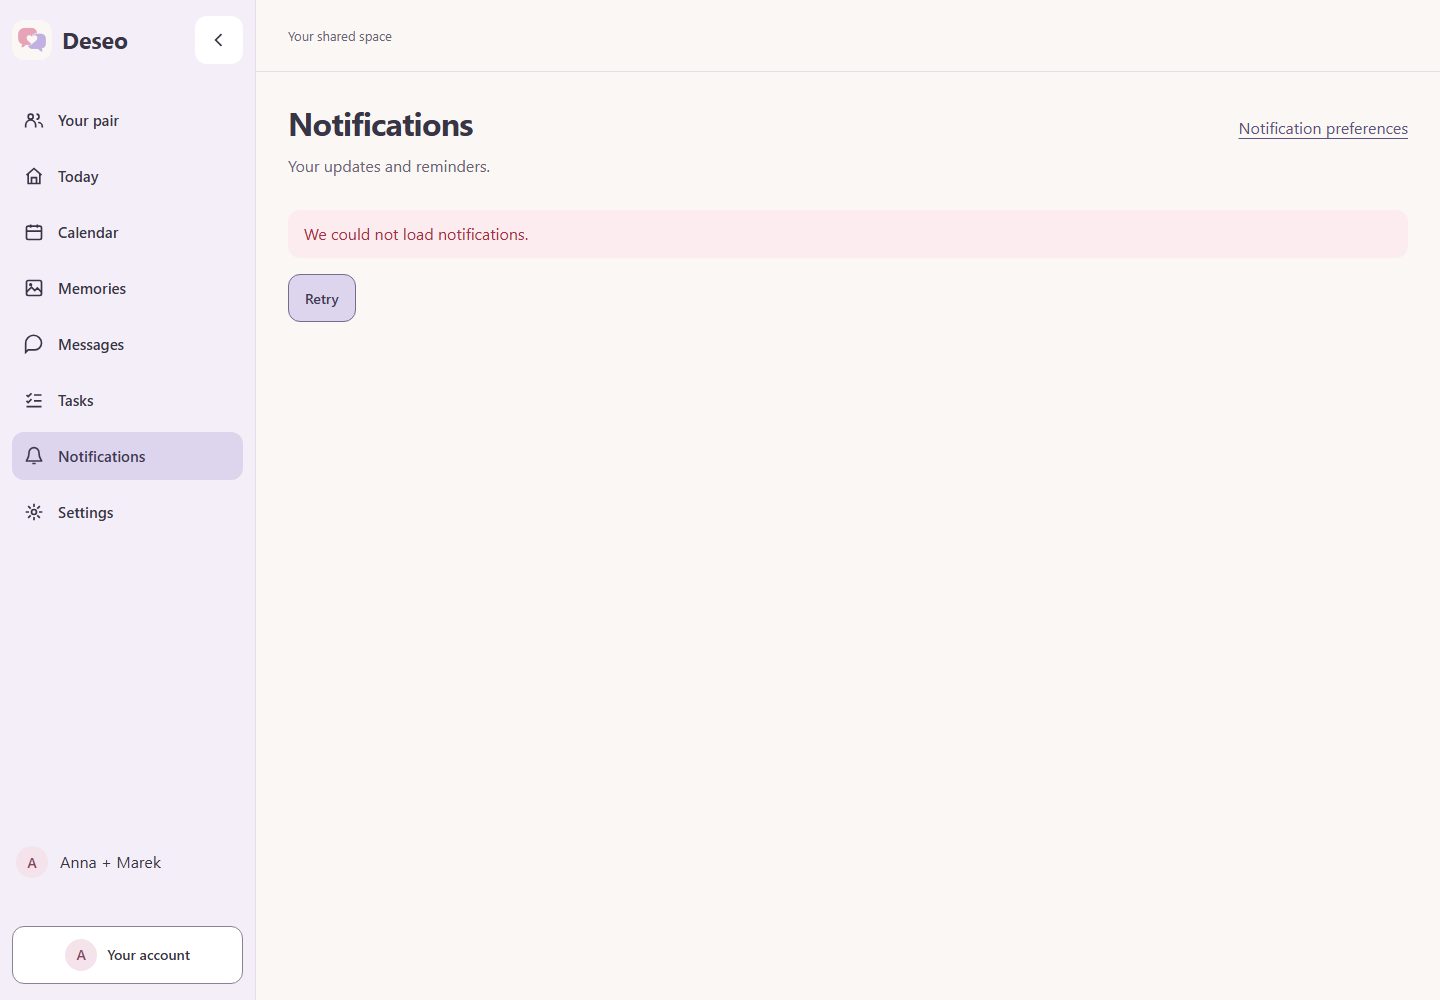 Deseo
Your shared space
Your pair
Today
Calendar
Memories
Messages
Tasks
Notifications
Settings
A Anna + Marek
A Your account
Notifications
Notification preferences
Your updates and reminders.
We could not load notifications.
Retry